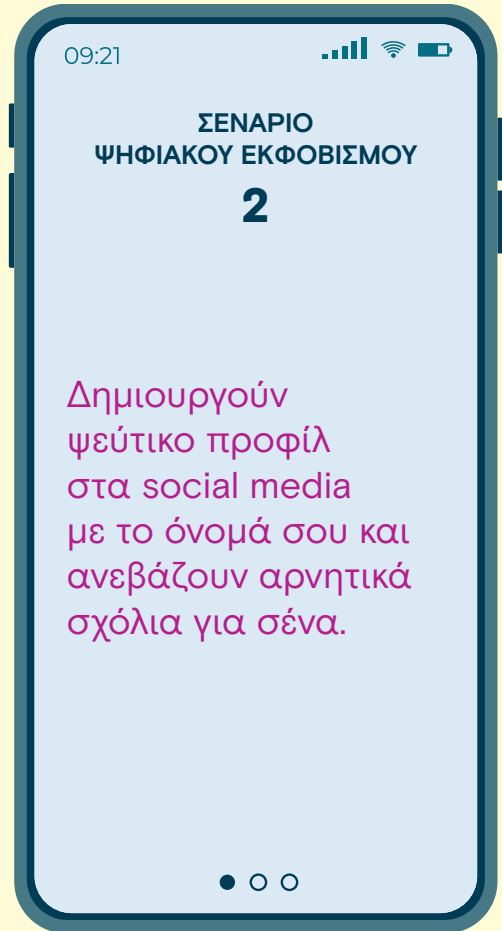 09:21
ΣΕΝΑΡΙΟ
ΨΗΦΙΑΚΟΥ ΕΚΦΟΒΙΣΜΟΥ
2
Δημιουργούν
ψεύτικο προφίλ
στα social media
με το όνομά σου και
ανεβάζουν αρνητικά
σχόλια για σένα.